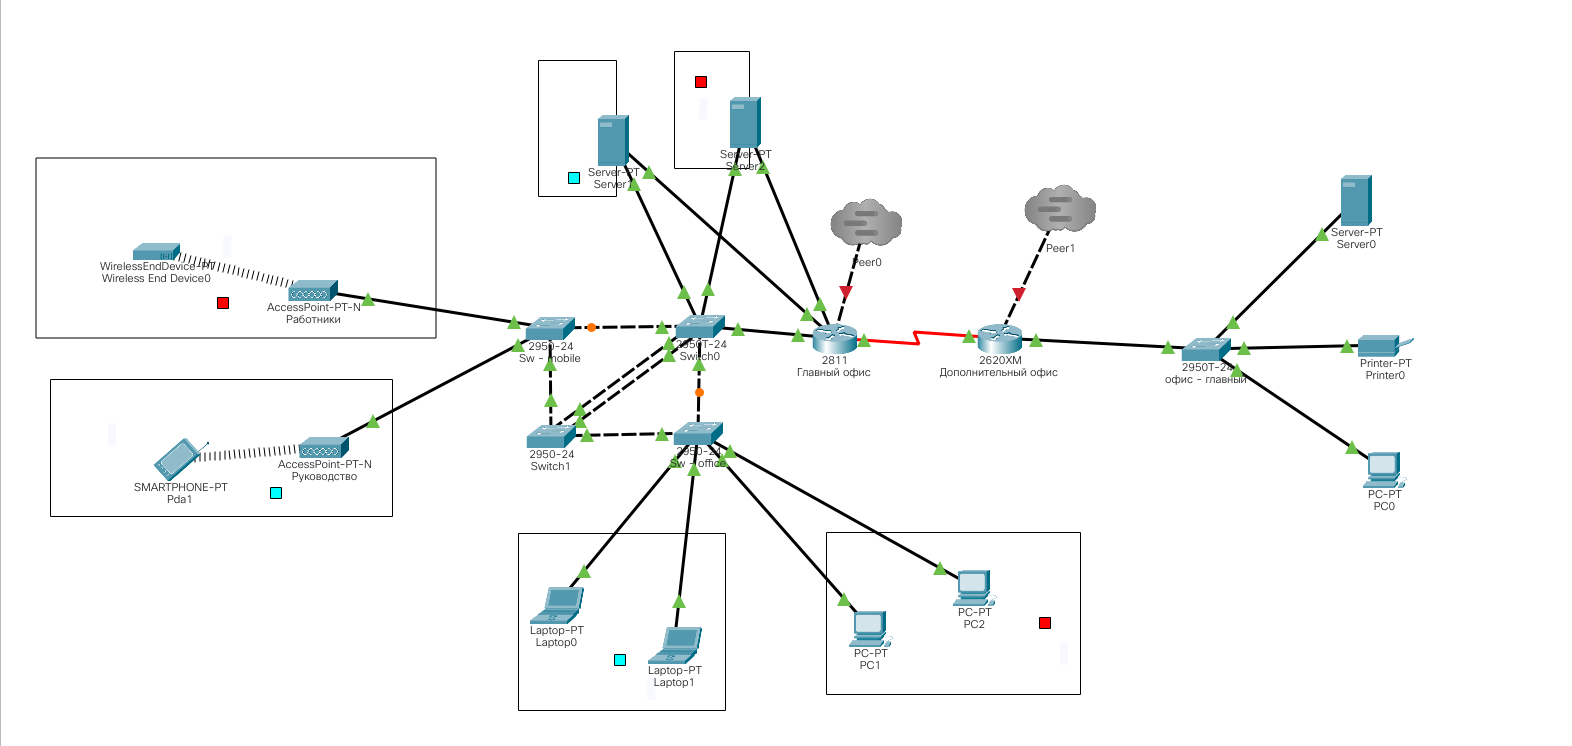 Server-PT
Server1
Server-PT
Server2
Peer0
Peer1
Server-PT
Server0
WirelessEndDevice-PT
Wireless End Device0
AccessPoint-PT-N
Работники
2950-24
Sw - mobile
2950T-24
Switch0
2811
Главный офис
2620XM
Дополнительный офис
2950T-24
офис - главный
Printer-PT
Printer0
SMARTPHONE-PT
Pda1
AccessPoint-PT-N
Руководство
2950-24
Switch1
2950-24
Sw - office
PC-PT
PC0
Laptop-PT
Laptop0
Laptop-PT
Laptop1
PC-PT
PC1
PC-PT
PC2